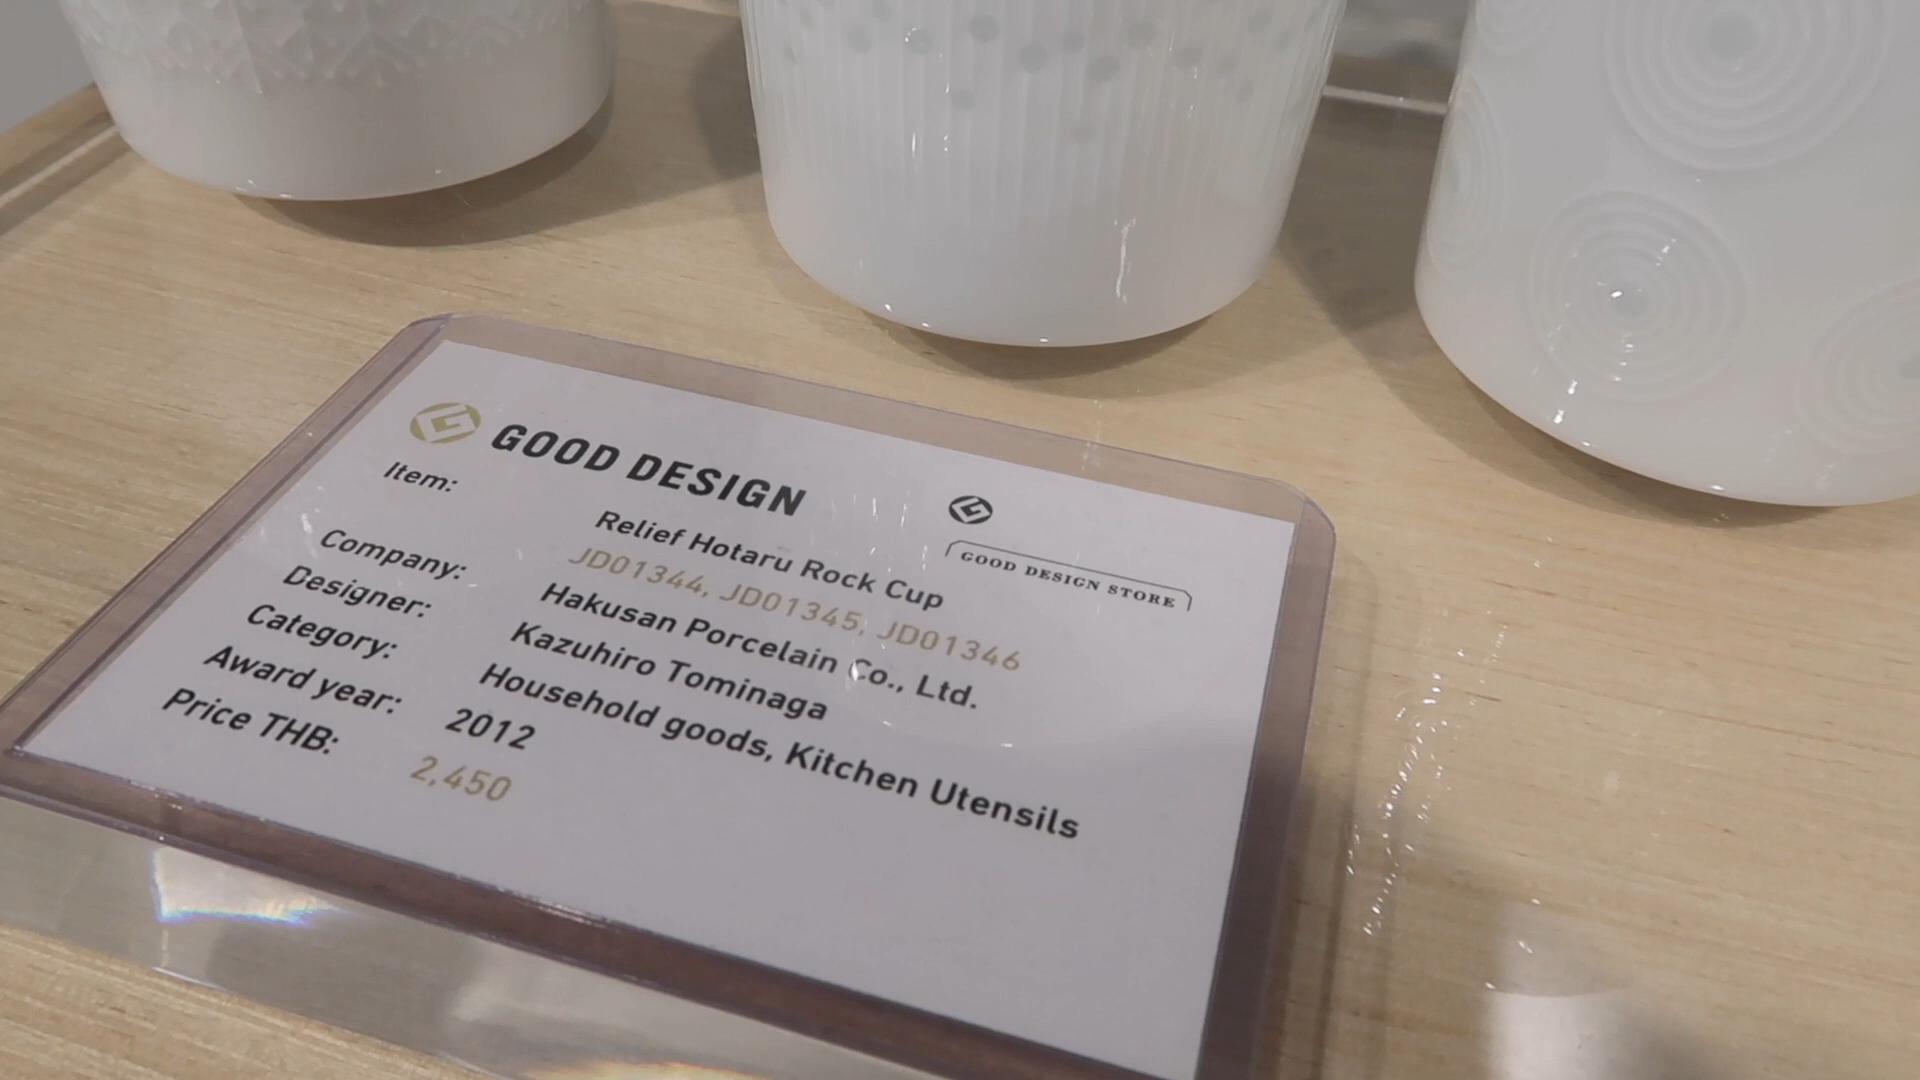 GOOD DESIGN
GOOD DESIGN STORE
Item: Relief Hotaru Rock Cup
JD01344, JD01345, JD01346
Company: Hakusan Porcelain Co., Ltd.
Designer: Kazuhiro Tominaga
Category: Household goods, Kitchen Utensils
Award year: 2012
Price THB: 2,450